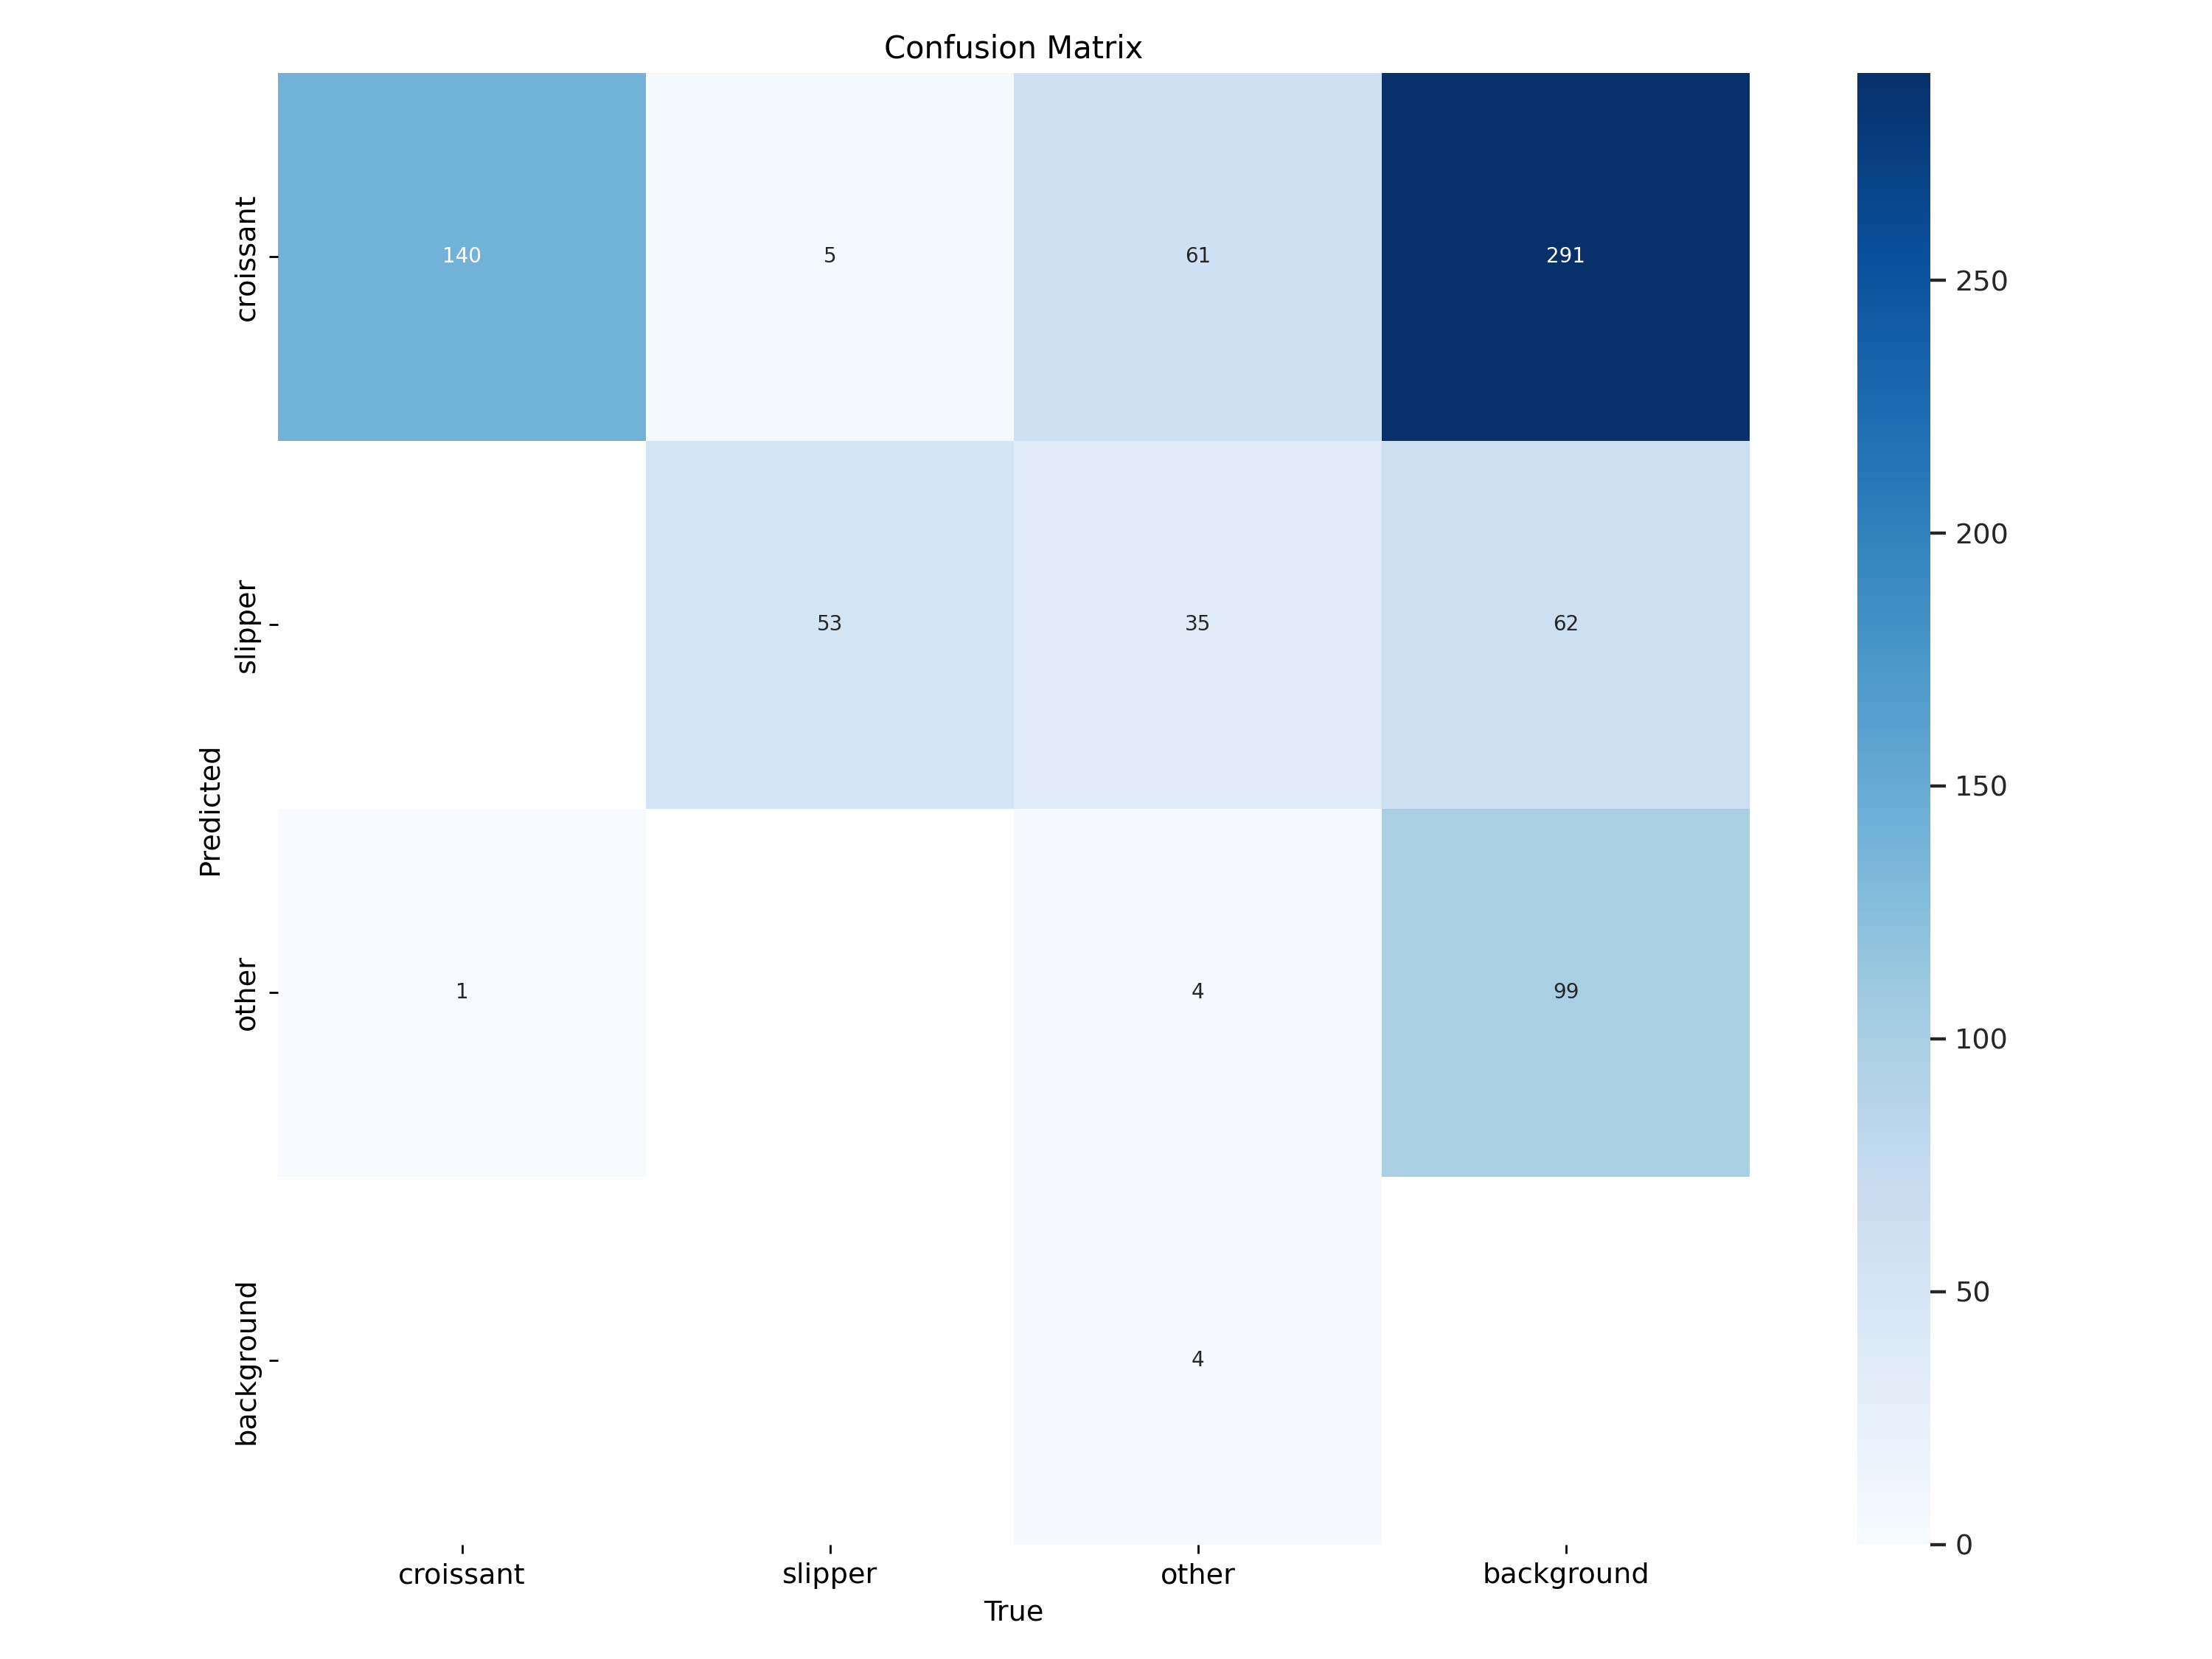 Confusion Matrix
Predicted
croissant
140
5
61
291
slipper
53
35
62
other
1
4
99
background
4
croissant
slipper
other
background
True
250
200
150
100
50
0